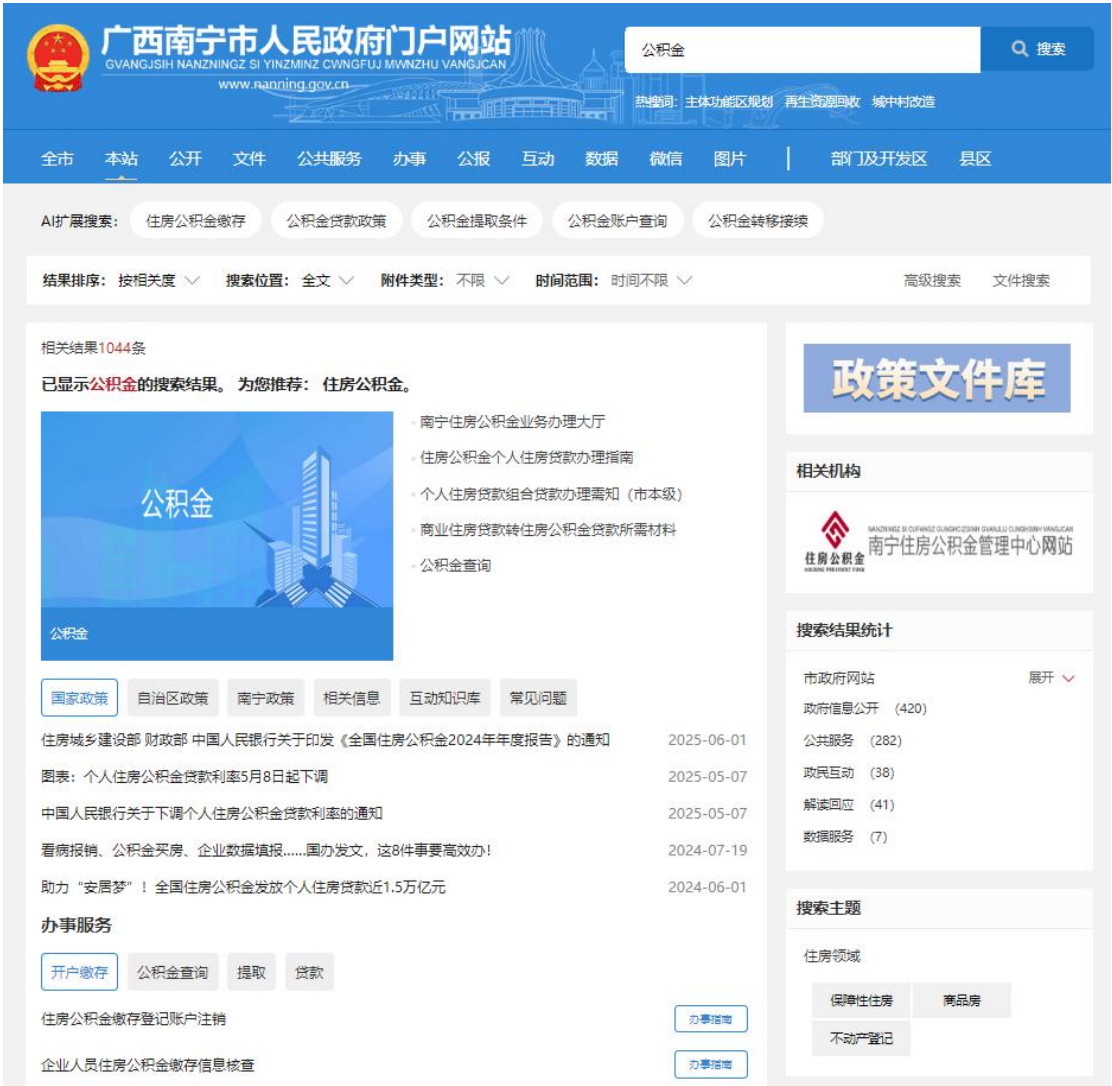 广西南宁市人民政府门户网站
GVANGJSIH NANZNINGZ SI YINZMINZ CWNGFUJ MWNZHU VANGJCAN
www.nanning.gov.cn
公积金
搜索
热搜词: 主体功能区规划 再生资源回收 城中村改造
全市 本站 公开 文件 公共服务 办事 公报 互动 数据 微信 图片 | 部门及开发区 县区
AI扩展搜索: 住房公积金缴存 公积金贷款政策 公积金提取条件 公积金账户查询 公积金转移接续
结果排序: 按相关度 搜索位置: 全文 附件类型: 不限 时间范围: 时间不限 高级搜索 文件搜索
相关结果1044条
已显示公积金的搜索结果。 为您推荐: 住房公积金。
公积金
公积金
南宁住房公积金业务办理大厅
住房公积金个人住房贷款办理指南
个人住房贷款组合贷款办理需知（市本级）
商业住房贷款转住房公积金贷款所需材料
公积金查询
国家政策 自治区政策 南宁政策 相关信息 互动知识库 常见问题
住房城乡建设部 财政部 中国人民银行关于印发《全国住房公积金2024年年度报告》的通知 2025-06-01
图表：个人住房公积金贷款利率5月8日起下调 2025-05-07
中国人民银行关于下调个人住房公积金贷款利率的通知 2025-05-07
看病报销、公积金买房、企业数据填报......国办发文，这8件事要高效办! 2024-07-19
助力“安居梦”！全国住房公积金发放个人住房贷款近1.5万亿元 2024-06-01
办事服务
开户缴存 公积金查询 提取 贷款
住房公积金缴存登记账户注销 办事指南
企业人员住房公积金缴存信息核查 办事指南
政策文件库
相关机构
住房公积金
HOUSING PROVIDENT FUND
南宁住房公积金管理中心网站
搜索结果统计
市政府网站 展开
政府信息公开 (420)
公共服务 (282)
政民互动 (38)
解读回应 (41)
数据服务 (7)
搜索主题
住房领域
保障性住房 商品房
不动产登记